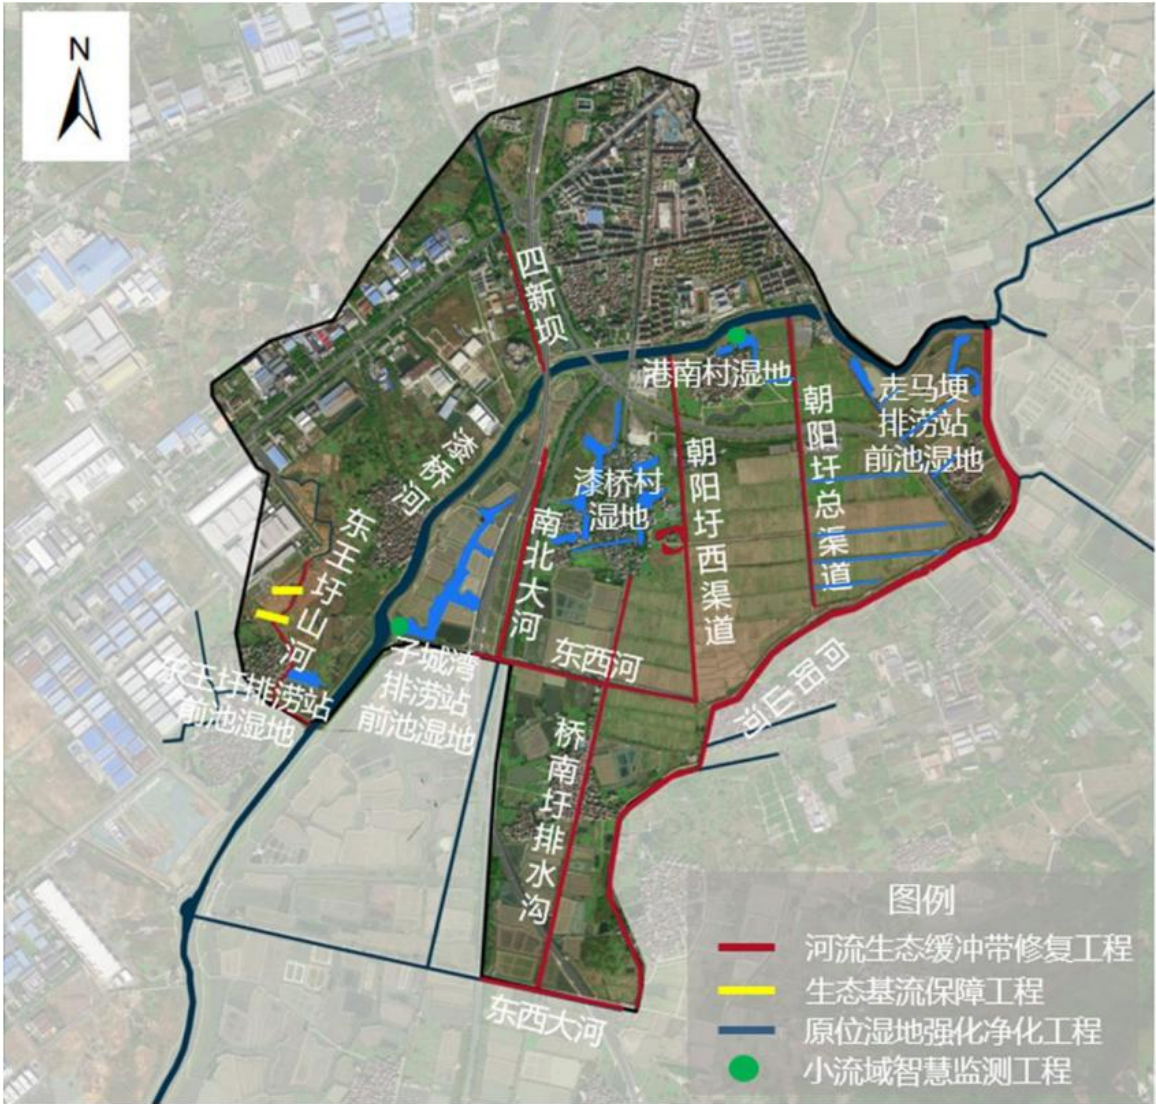 N
四新坝
港南村湿地
走马埂
排涝站
前池湿地
朝阳圩总渠道
漆桥河
漆桥村
湿地
朝阳圩西渠道
南北大河
东王圩山河
东西河
子城湾
排涝站
前池湿地
东王圩排涝站
前池湿地
桥南圩排水沟
东西大河
图例
河流生态缓冲带修复工程
生态基流保障工程
原位湿地强化净化工程
小流域智慧监测工程